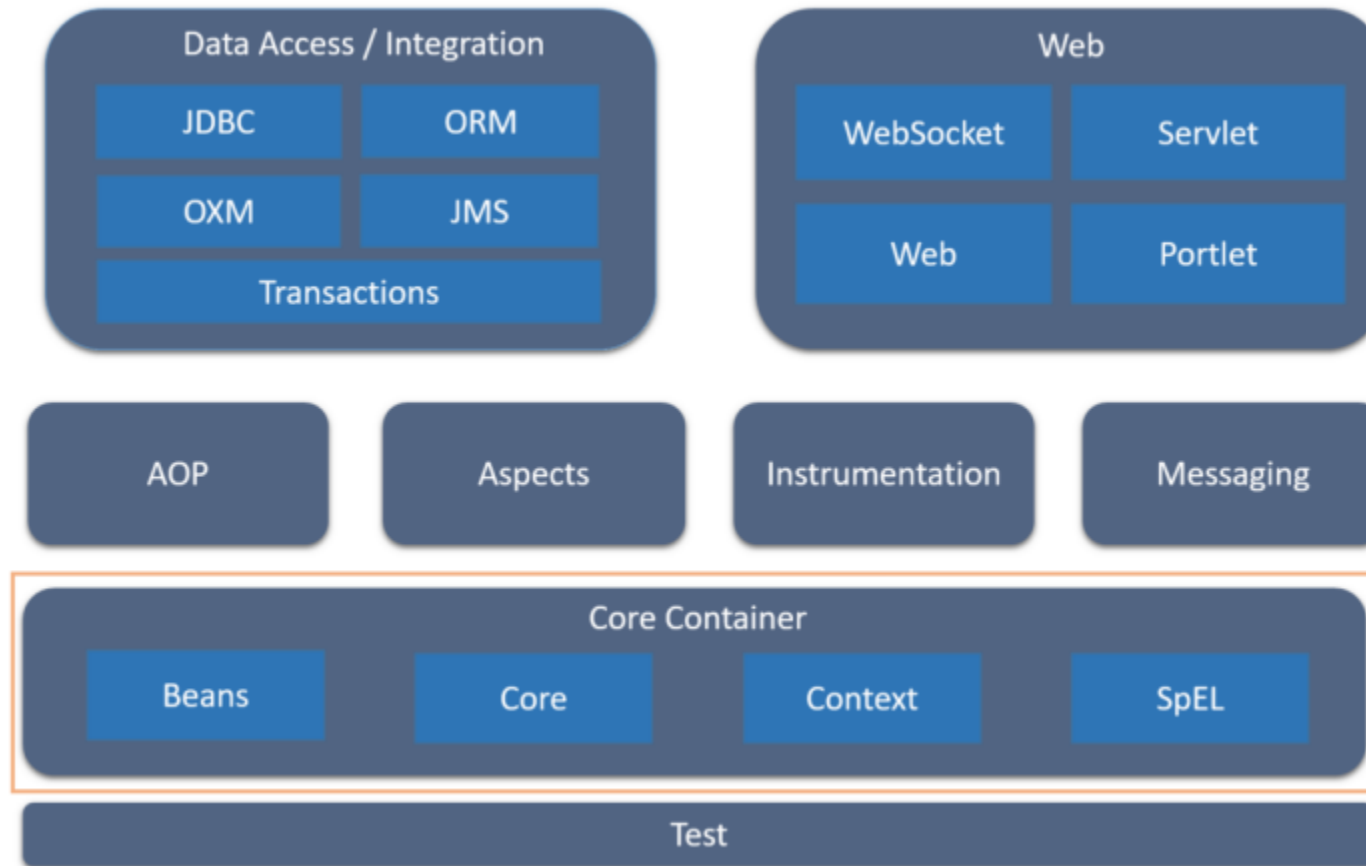 Data Access / Integration
JDBC
ORM
OXM
JMS
Transactions
Web
WebSocket
Servlet
Web
Portlet
AOP
Aspects
Instrumentation
Messaging
Core Container
Beans
Core
Context
SpEL
Test